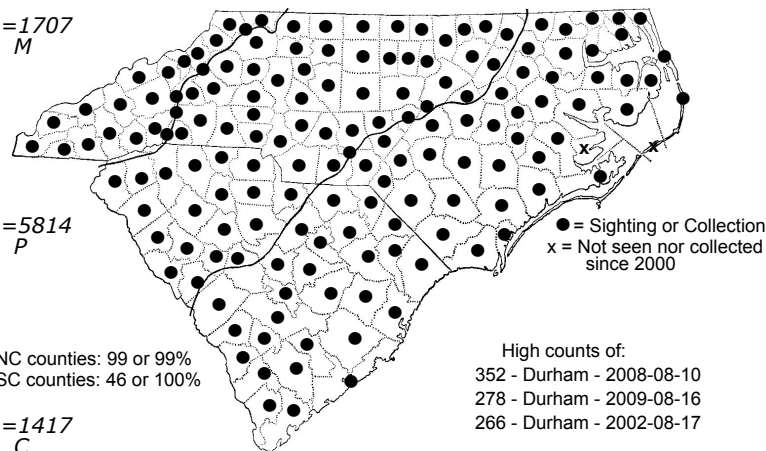 =1707
M
=5814
P
● = Sighting or Collection
x = Not seen nor collected
since 2000
x
x
NC counties: 99 or 99%
SC counties: 46 or 100%
High counts of:
352 - Durham - 2008-08-10
278 - Durham - 2009-08-16
266 - Durham - 2002-08-17
=1417
C